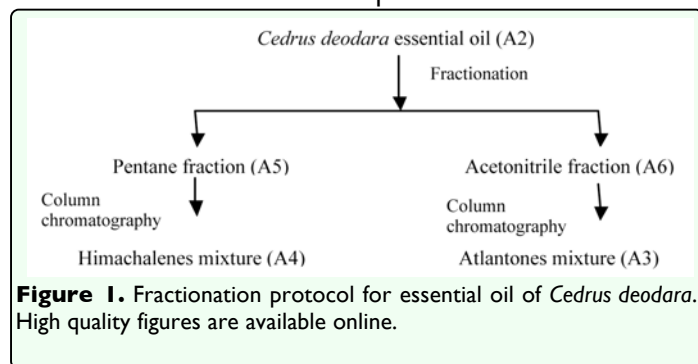 Cedrus deodara essential oil (A2)
Fractionation
Pentane fraction (A5)
Acetonitrile fraction (A6)
Column
chromatography
Column
chromatography
Himachalenes mixture (A4)
Atlantones mixture (A3)
Figure 1. Fractionation protocol for essential oil of Cedrus deodara.
High quality figures are available online.